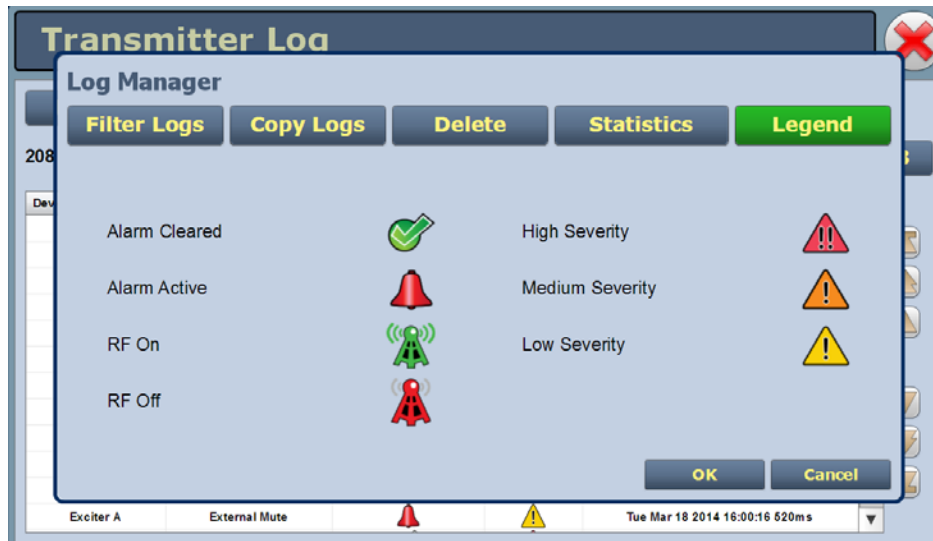 Transmitter Log
Log Manager
Filter Logs Copy Logs Delete Statistics Legend
208
Dev
Alarm Cleared High Severity
Alarm Active Medium Severity
RF On Low Severity
RF Off
OK Cancel
Exciter A External Mute Tue Mar 18 2014 16:00:16 520ms